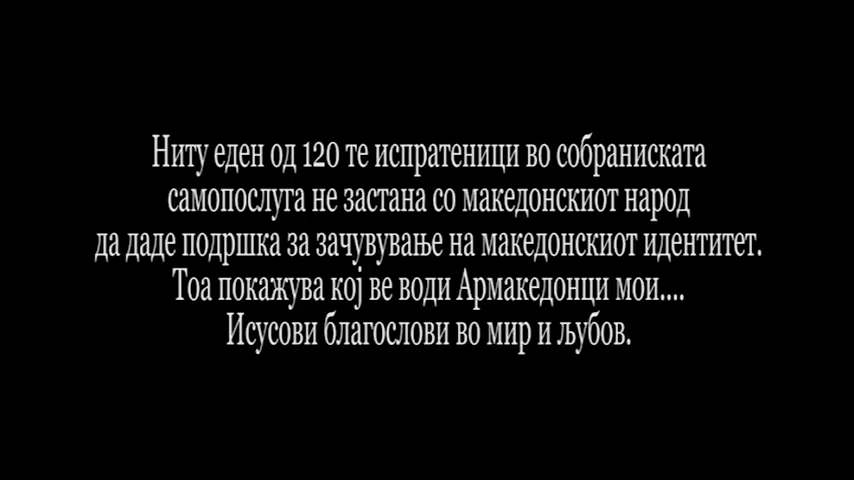 Ниту еден од 120 те испратеници во собраниската
самопослуга не застана со македонскиот народ
да даде подршка за зачувување на македонскиот идентитет.
Тоа покажува кој ве води Армакедонци мои....
Исусови благослови во мир и љубов.